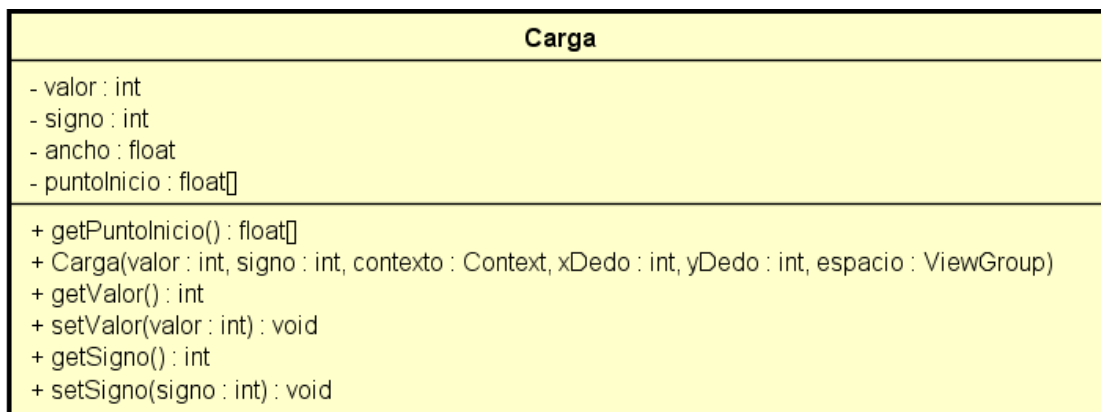 Carga
- valor : int
- signo : int
- ancho : float
- puntoInicio : float[]
+ getPuntoInicio() : float[]
+ Carga(valor : int, signo : int, contexto : Context, xDedo : int, yDedo : int, espacio : ViewGroup)
+ getValor() : int
+ setValor(valor : int) : void
+ getSigno() : int
+ setSigno(signo : int) : void